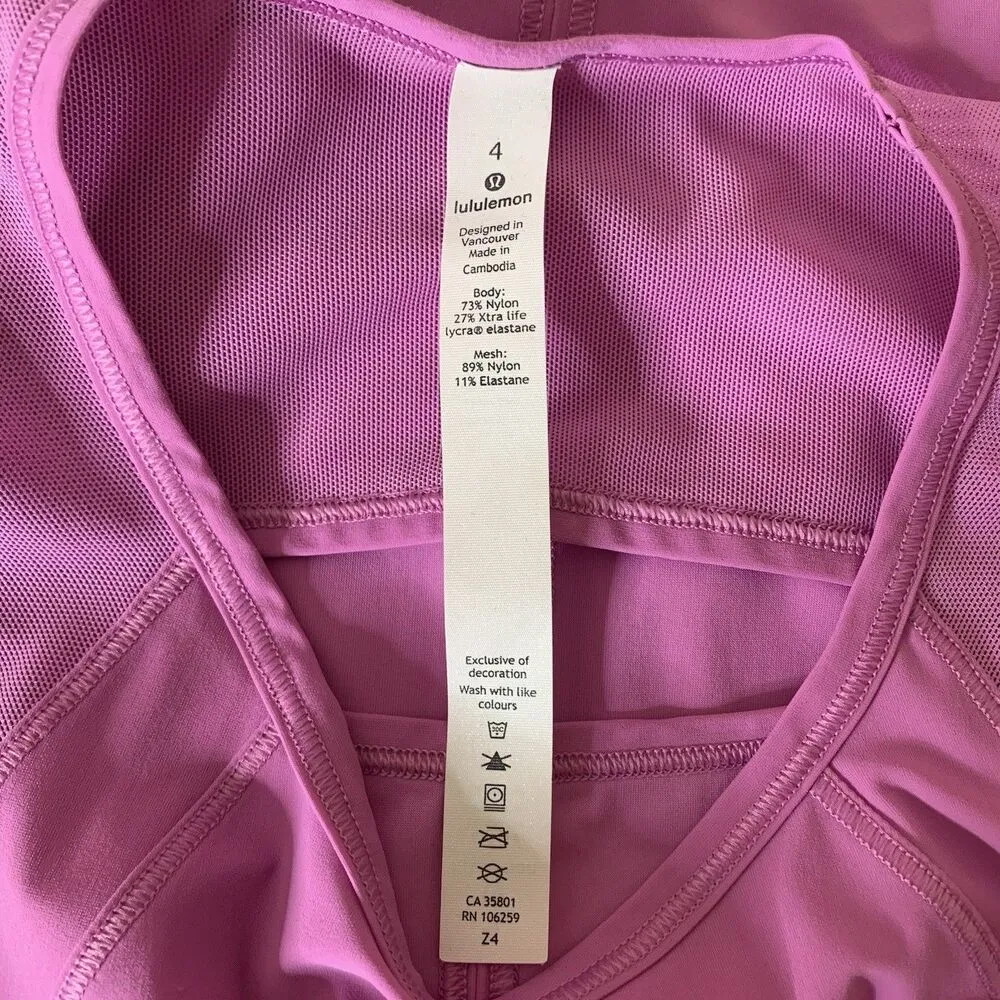 4
lululemon
Designed in
Vancouver
Made in
Cambodia
Body:
73% Nylon
27% Xtra life
lycra® elastane
Mesh:
89% Nylon
11% Elastane
Exclusive of
decoration
Wash with like
colours
30C
CA 35801
RN 106259
Z4